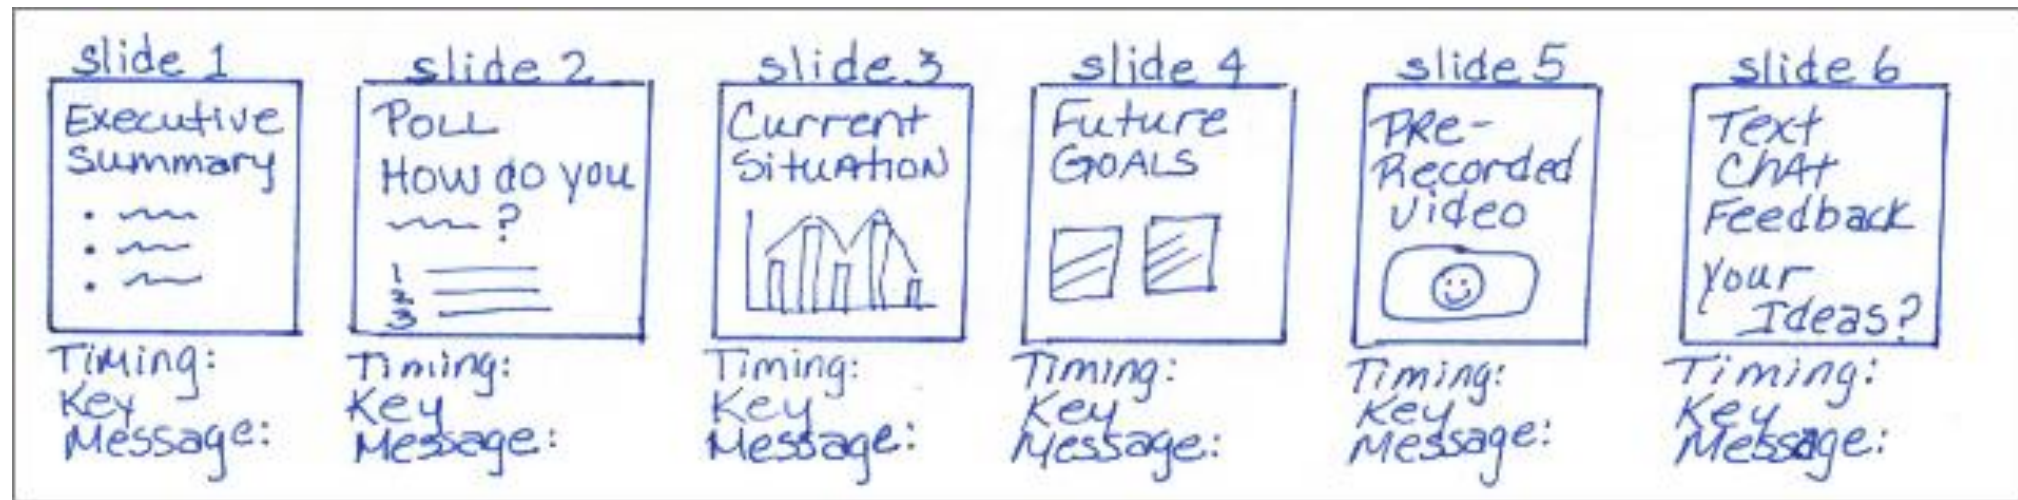 slide 1
Executive
Summary
Timing:
Key
Message:
slide 2
POLL
How do you
?
1
2
3
Timing:
Key
Message:
slide 3
Current
Situation
Timing:
Key
Message:
slide 4
Future
GOALS
Timing:
Key
Message:
slide 5
PRe-
Recorded
Video
Timing:
Key
Message:
slide 6
Text
Chat
Feedback
Your
Ideas?
Timing:
Key
Message: